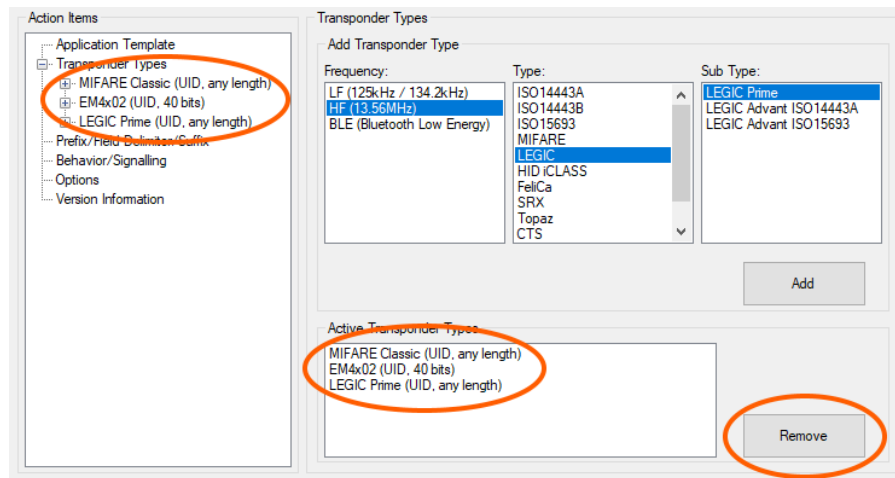 Action Items
Application Template
Transponder Types
MIFARE Classic (UID, any length)
EM4x02 (UID, 40 bits)
LEGIC Prime (UID, any length)
Prefix/Field Delimiter/Suffix
Behavior/Signalling
Options
Version Information
Transponder Types
Add Transponder Type
Frequency:
LF (125kHz / 134.2kHz)
HF (13.56MHz)
BLE (Bluetooth Low Energy)
Type:
ISO14443A
ISO14443B
ISO15693
MIFARE
LEGIC
HID iCLASS
FeliCa
SRX
Topaz
CTS
Sub Type:
LEGIC Prime
LEGIC Advant ISO14443A
LEGIC Advant ISO15693
Add
Active Transponder Types
MIFARE Classic (UID, any length)
EM4x02 (UID, 40 bits)
LEGIC Prime (UID, any length)
Remove